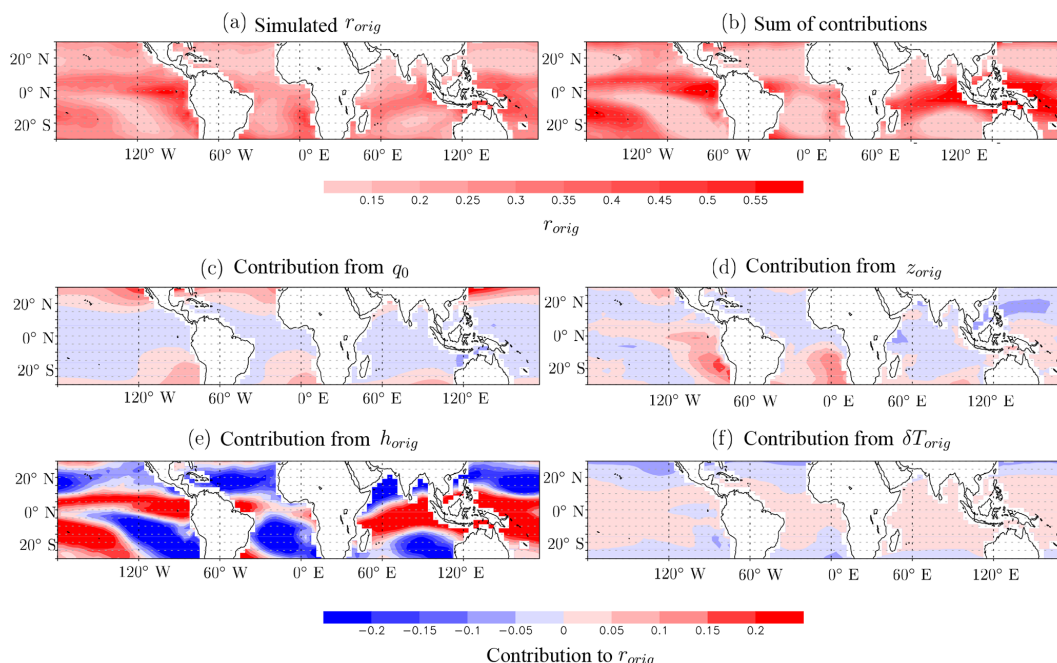 (a) Simulated r_orig
(b) Sum of contributions
20° N
0° N
20° S
20° N
0° N
20° S
120° W 60° W 0° E 60° E 120° E
120° W 60° W 0° E 60° E 120° E
0.15 0.2 0.25 0.3 0.35 0.4 0.45 0.5 0.55
r_orig
(c) Contribution from q_0
(d) Contribution from z_orig
20° N
0° N
20° S
20° N
0° N
20° S
120° W 60° W 0° E 60° E 120° E
120° W 60° W 0° E 60° E 120° E
(e) Contribution from h_orig
(f) Contribution from δT_orig
20° N
0° N
20° S
20° N
0° N
20° S
120° W 60° W 0° E 60° E 120° E
120° W 60° W 0° E 60° E 120° E
−0.2 −0.15 −0.1 −0.05 0 0.05 0.1 0.15 0.2
Contribution to r_orig